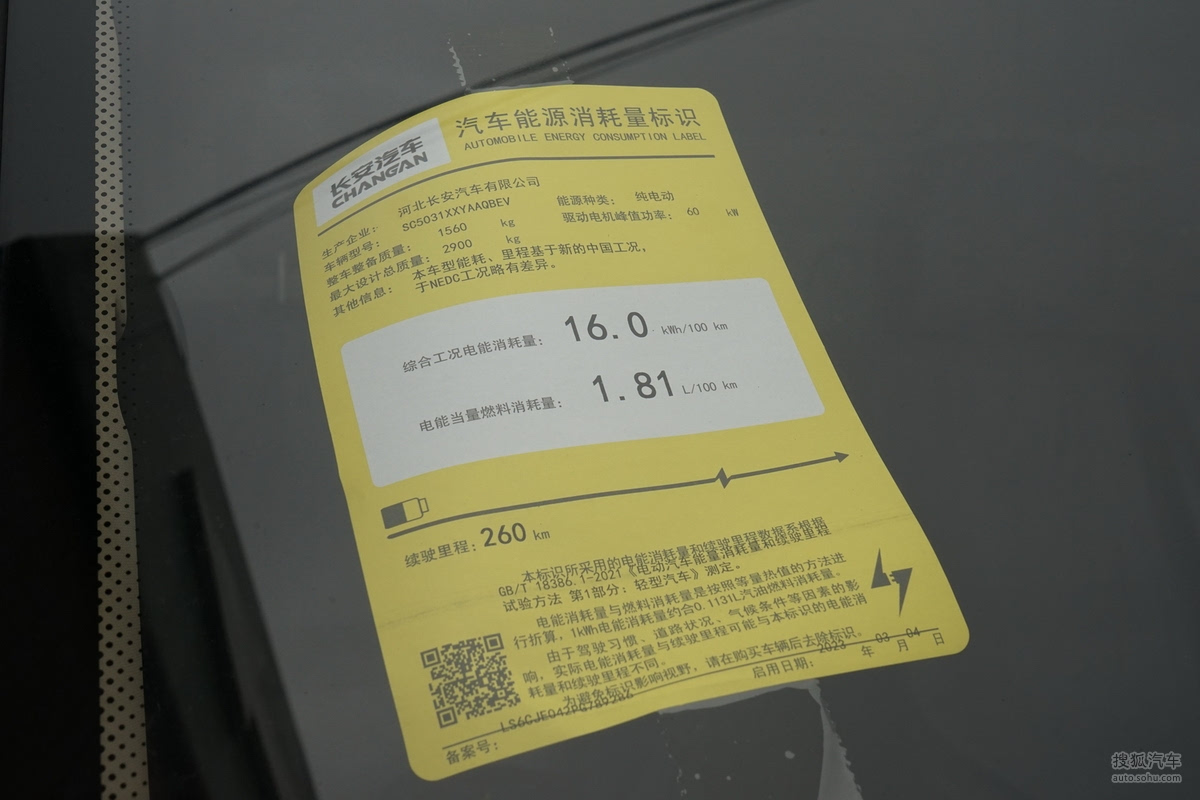 长安汽车
CHANGAN
汽车能源消耗量标识
AUTOMOBILE ENERGY CONSUMPTION LABEL
生产企业： 河北长安汽车有限公司
车辆型号： SC5031XXYAAQBEV 能源种类： 纯电动
整车整备质量： 1560 kg 驱动电机峰值功率： 60 kW
最大设计总质量： 2900 kg
其他信息： 本车型能耗、里程基于新的中国工况，
于NEDC工况略有差异。
综合工况电能消耗量： 16.0 kWh/100 km
电能当量燃料消耗量： 1.81 L/100 km
续驶里程： 260 km
本标识所采用的电能消耗量和续驶里程数据系根据
GB/T 18386.1-2021《电动汽车能量消耗量和续驶里程
试验方法 第1部分：轻型汽车》测定。
电能消耗量与燃料消耗量是按照等量热值的方法进
行折算，1kWh电能消耗量约合0.1131L汽油燃料消耗量。
由于驾驶习惯、道路状况、气候条件等因素的影
响，实际电能消耗量与续驶里程可能与本标识的电能消
耗量和续驶里程不同。
为避免标识影响视野，请在购买车辆后去除标识。
启用日期： 2023 年 03 月 04 日
备案号：
搜狐汽车
auto.sohu.com